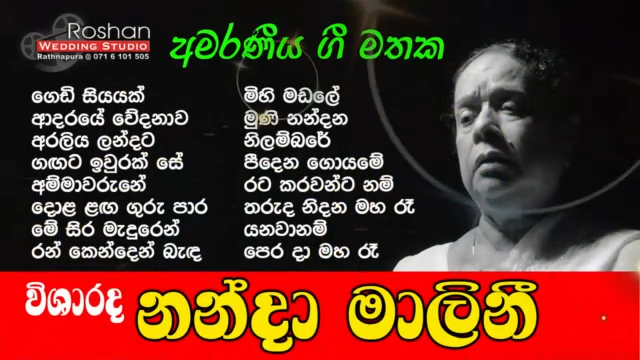 Roshan
WEDDING STUDIO
Rathnapura @ 071 6 101 505
අමරණීය ගී මතක
ගෙඩි සියයක්
ආදරයේ වේදනාව
අරලිය ලන්දට
ගඟට ඉවුරක් සේ
අම්මාවරුනේ
දොළ ළඟ ගුරු පාර
මේ සිර මැදුරෙන්
රන් කෙන්දෙන් බැඳ
මිහි මඩලේ
මුණි නන්දන
නිලම්බරේ
පීදෙන ගොයමේ
රට කරවන්ට නම්
තරුද නිදන මහ රෑ
යනවානම්
පෙර දා මහ රෑ
විශාරද
නන්දා මාලිනී